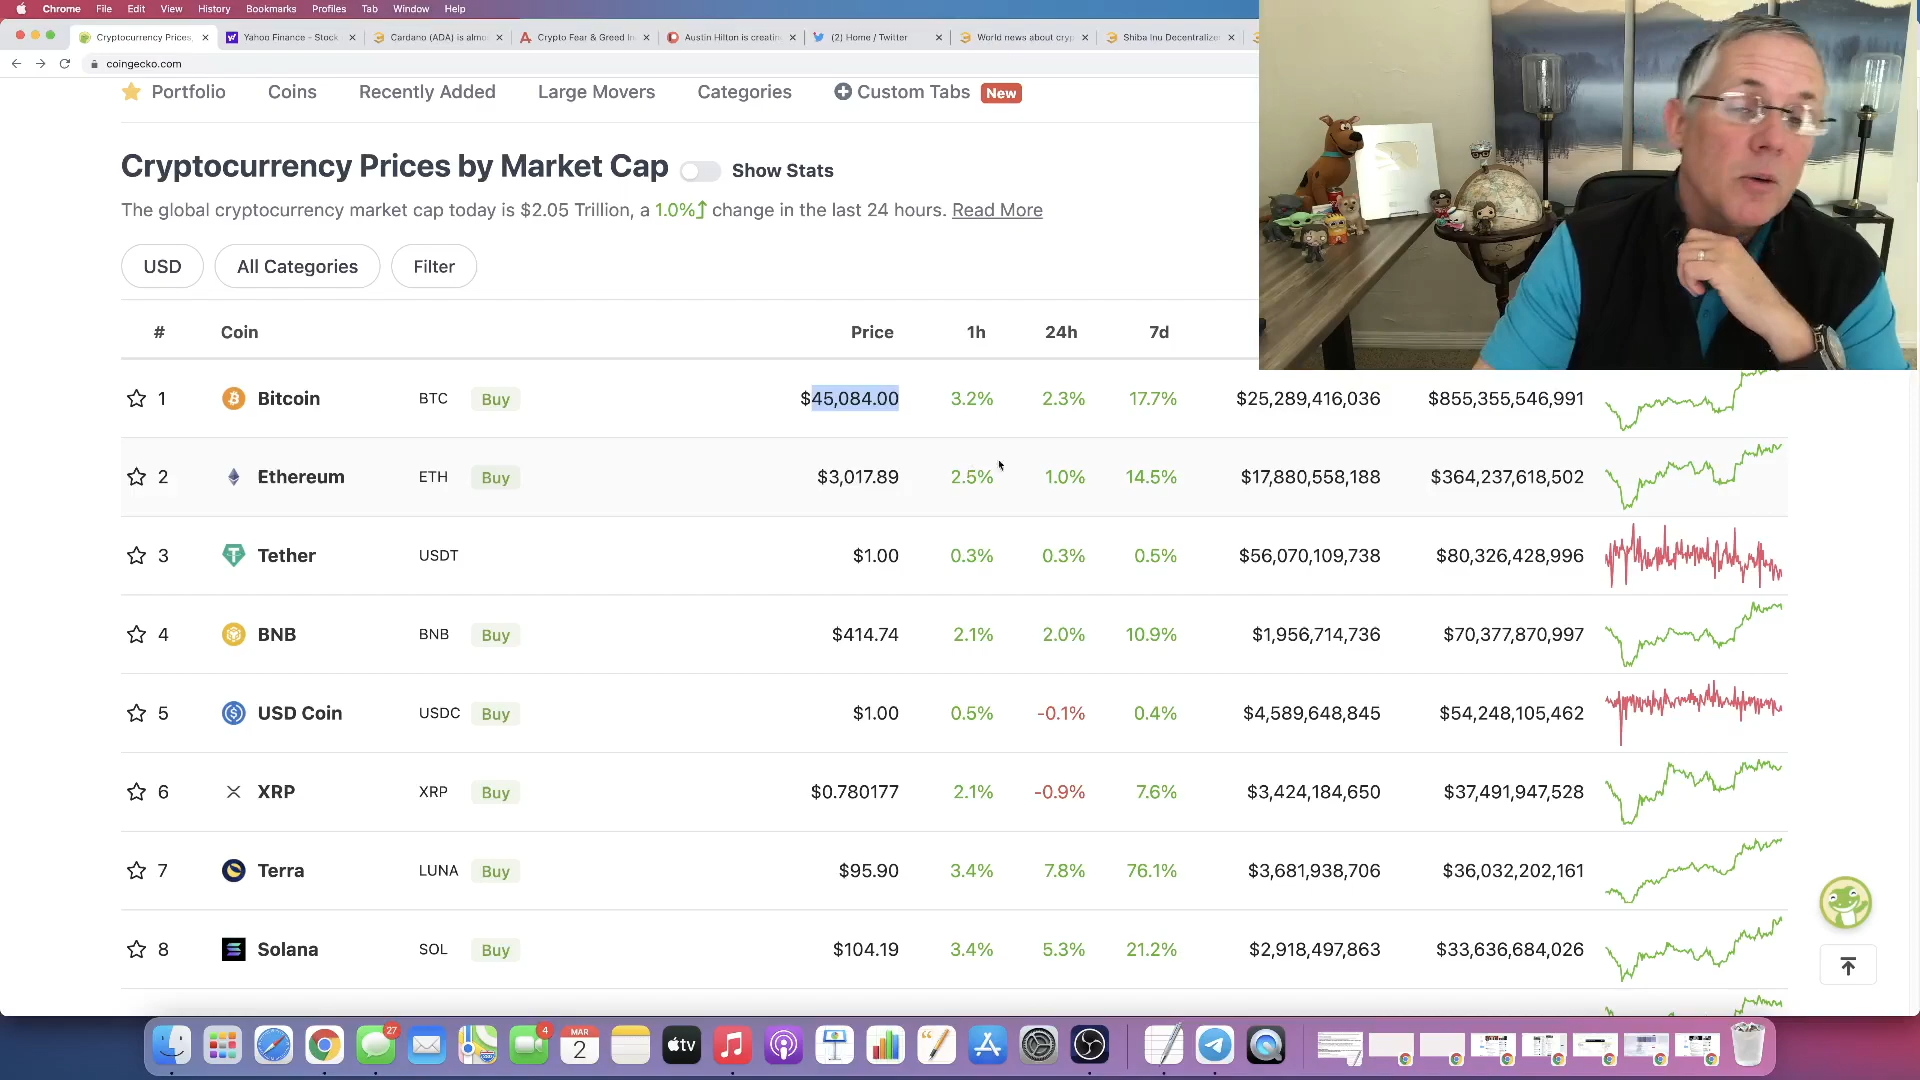 Chrome File Edit View History Bookmarks Profiles Tab Window Help
Cryptocurrency Prices, Yahoo Finance - Stock Cardano (ADA) is almo Crypto Fear & Greed In Austin Hilton is creatin (2) Home / Twitter World news about cryp Shiba Inu Decentralize
coingecko.com
Portfolio Coins Recently Added Large Movers Categories Custom Tabs New
Cryptocurrency Prices by Market Cap Show Stats
The global cryptocurrency market cap today is $2.05 Trillion, a 1.0% change in the last 24 hours. Read More
USD All Categories Filter
# Coin Price 1h 24h 7d
1 Bitcoin BTC Buy $45,084.00 3.2% 2.3% 17.7% $25,289,416,036 $855,355,546,991
2 Ethereum ETH Buy $3,017.89 2.5% 1.0% 14.5% $17,880,558,188 $364,237,618,502
3 Tether USDT $1.00 0.3% 0.3% 0.5% $56,070,109,738 $80,326,428,996
4 BNB BNB Buy $414.74 2.1% 2.0% 10.9% $1,956,714,736 $70,377,870,997
5 USD Coin USDC Buy $1.00 0.5% -0.1% 0.4% $4,589,648,845 $54,248,105,462
6 XRP XRP Buy $0.780177 2.1% -0.9% 7.6% $3,424,184,650 $37,491,947,528
7 Terra LUNA Buy $95.90 3.4% 7.8% 76.1% $3,681,938,706 $36,032,202,161
8 Solana SOL Buy $104.19 3.4% 5.3% 21.2% $2,918,497,863 $33,636,684,026
27 4 MAR
2 tv